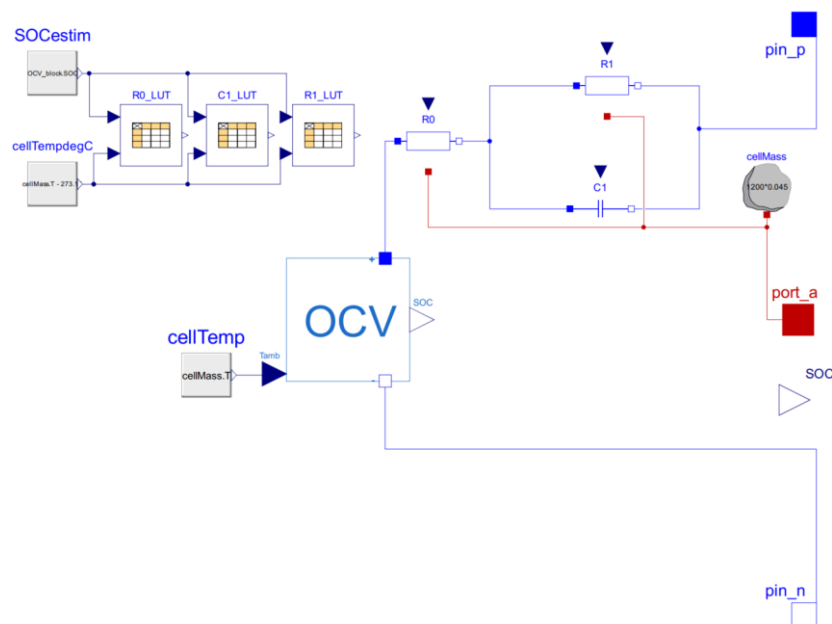 SOCestim
pin_p
OCV_block.SOC
R1
R0_LUT
C1_LUT
R1_LUT
R0
cellTempdegC
cellMass
cellMass.T - 273.
C1
1200*0.045
port_a
+
SOC
OCV
cellTemp
Tamb
cellMass.T
SOC
-
pin_n